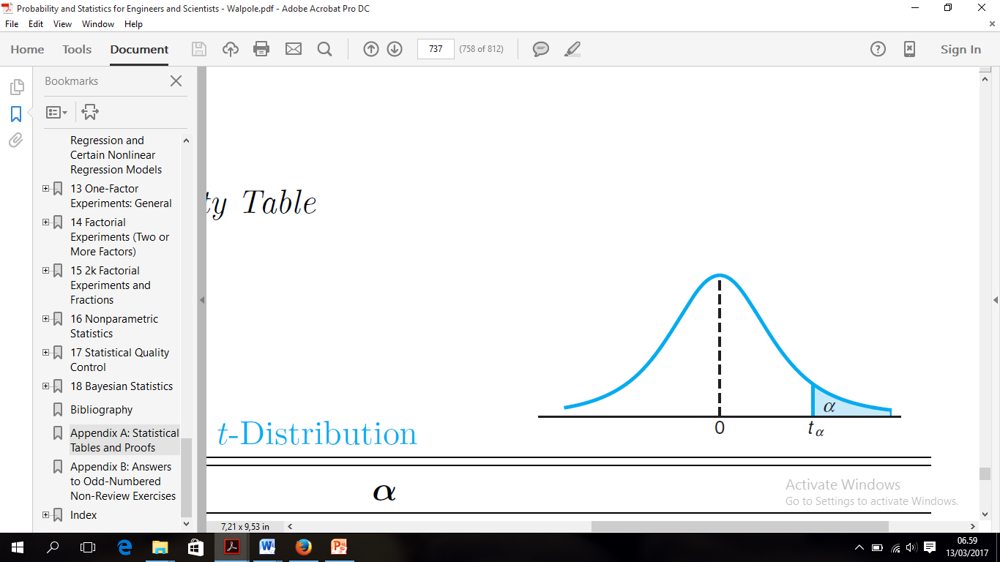 Probability and Statistics for Engineers and Scientists - Walpole.pdf - Adobe Acrobat Pro DC
File Edit View Window Help
Home Tools Document 737 (758 of 812) Sign In
Bookmarks
Regression and
Certain Nonlinear
Regression Models
13 One-Factor
Experiments: General
14 Factorial
Experiments (Two or
More Factors)
15 2k Factorial
Experiments and
Fractions
16 Nonparametric
Statistics
17 Statistical Quality
Control
18 Bayesian Statistics
Bibliography
Appendix A: Statistical
Tables and Proofs
Appendix B: Answers
to Odd-Numbered
Non-Review Exercises
Index
ty Table
α
0 tα
t-Distribution
α
Activate Windows
Go to Settings to activate Windows.
7,21 x 9,53 in
06.59
13/03/2017